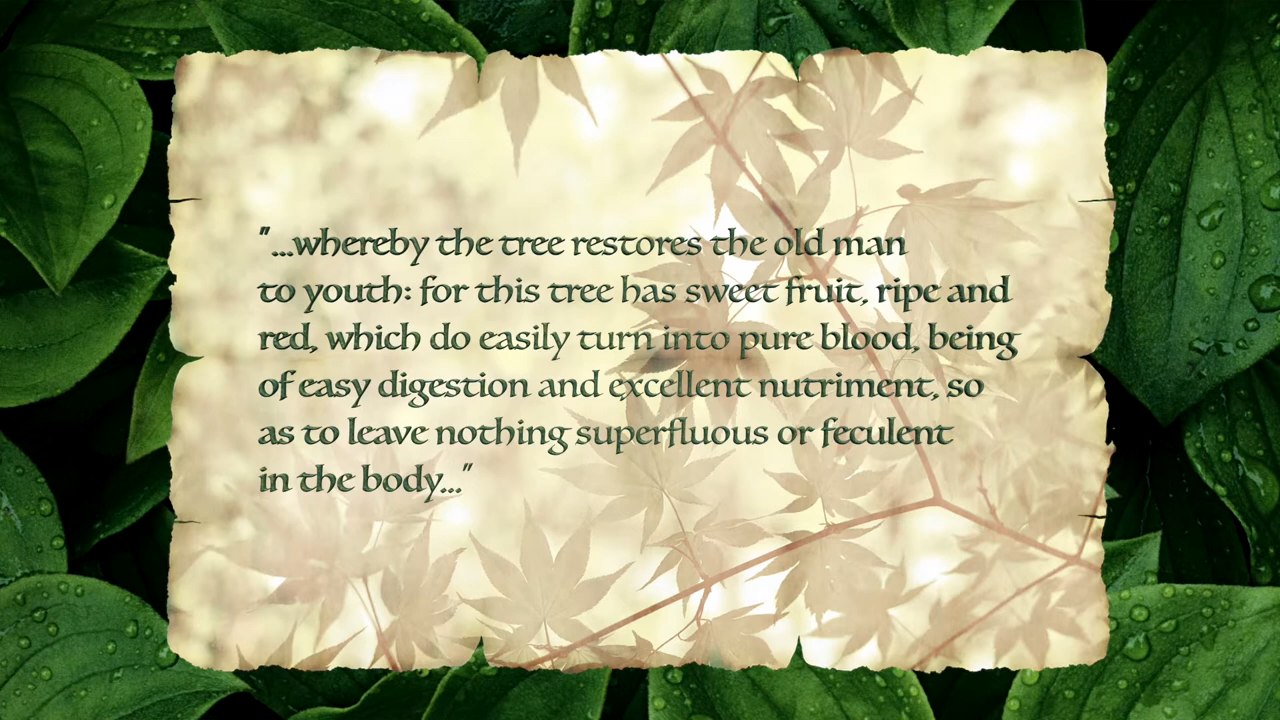 "...whereby the tree restores the old man
to youth: for this tree has sweet fruit, ripe and
red, which do easily turn into pure blood, being
of easy digestion and excellent nutriment, so
as to leave nothing superfluous or feculent
in the body..."